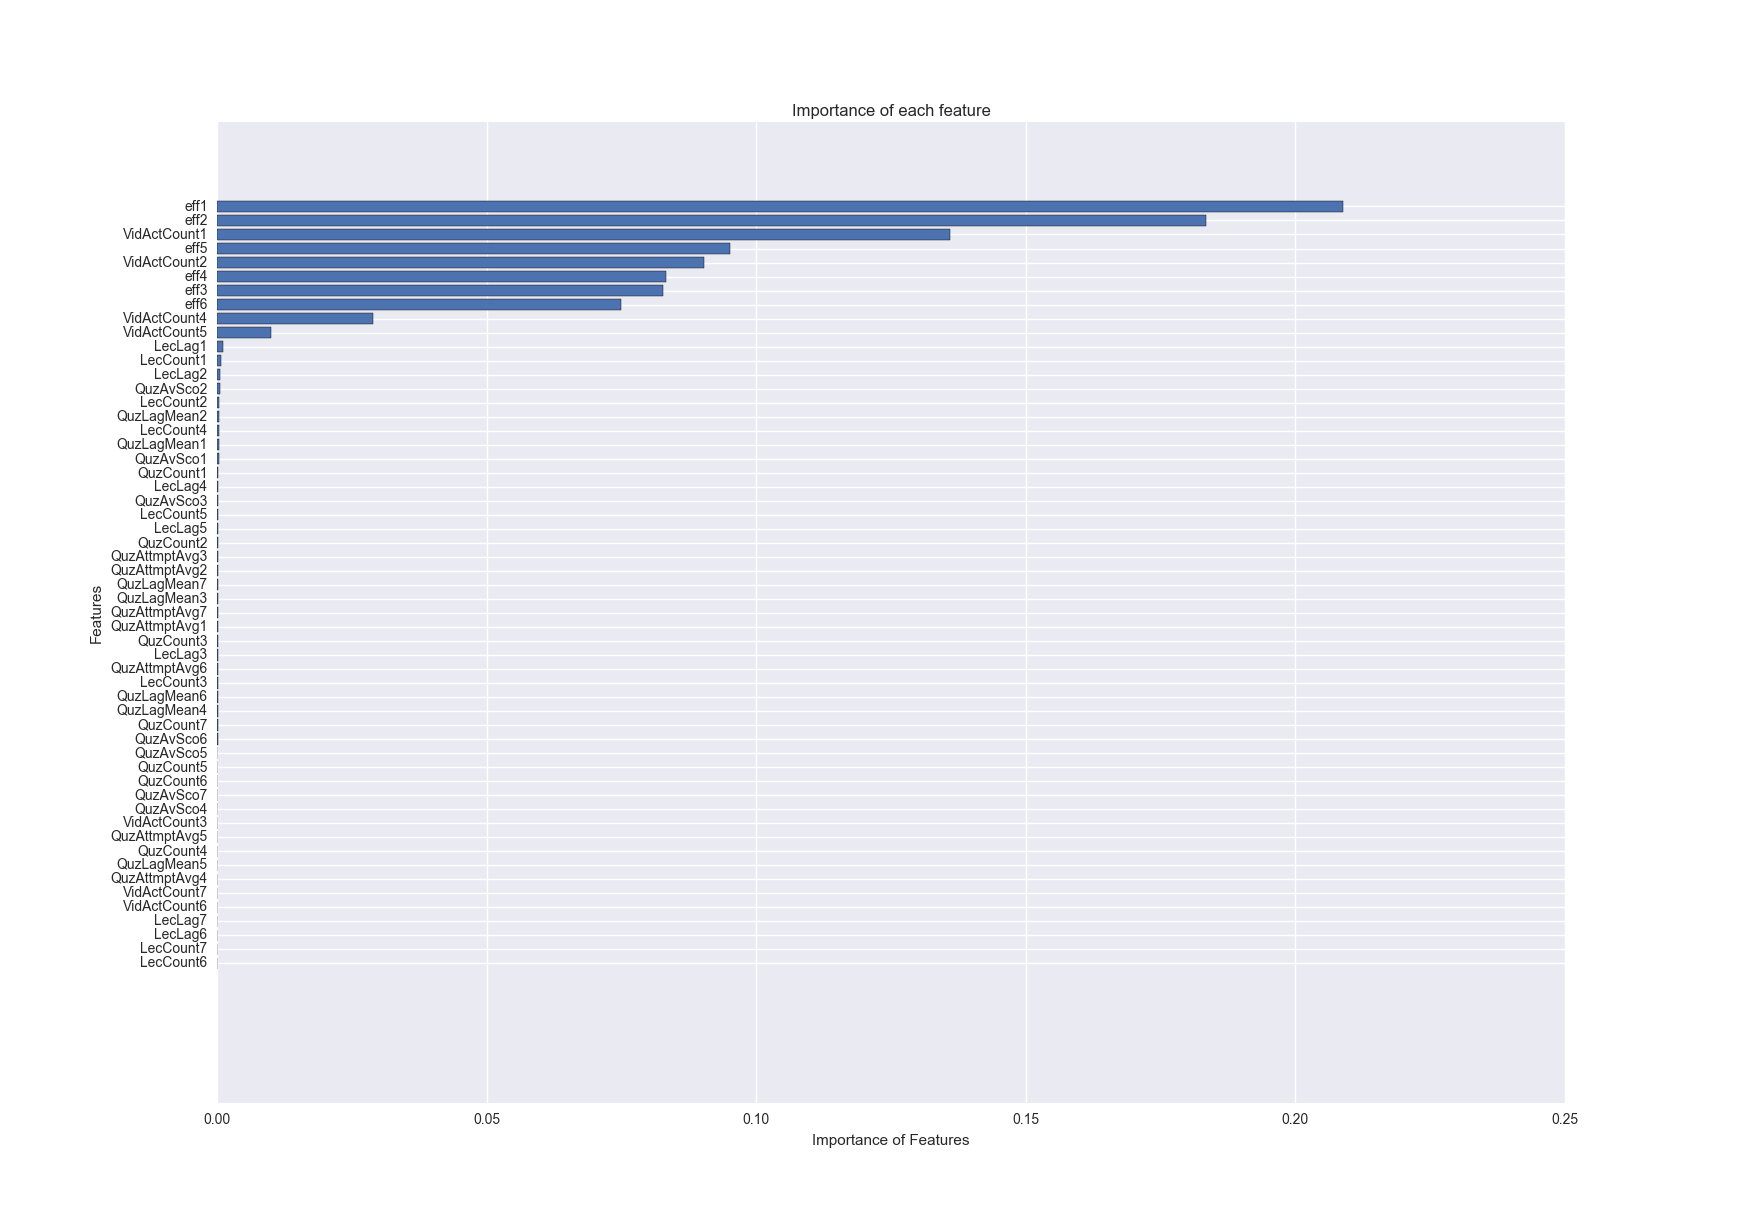 Importance of each feature
eff1
eff2
VidActCount1
eff5
VidActCount2
eff4
eff3
eff6
VidActCount4
VidActCount5
LecLag1
LecCount1
LecLag2
QuzAvSco2
LecCount2
QuzLagMean2
LecCount4
QuzLagMean1
QuzAvSco1
QuzCount1
LecLag4
QuzAvSco3
LecCount5
LecLag5
QuzCount2
QuzAttmptAvg3
QuzAttmptAvg2
QuzLagMean7
QuzLagMean3
QuzAttmptAvg7
QuzAttmptAvg1
QuzCount3
LecLag3
QuzAttmptAvg6
LecCount3
QuzLagMean6
QuzLagMean4
QuzCount7
QuzAvSco6
QuzAvSco5
QuzCount5
QuzCount6
QuzAvSco7
QuzAvSco4
VidActCount3
QuzAttmptAvg5
QuzCount4
QuzLagMean5
QuzAttmptAvg4
VidActCount7
VidActCount6
LecLag7
LecLag6
LecCount7
LecCount6
Features
0.00 0.05 0.10 0.15 0.20 0.25
Importance of Features